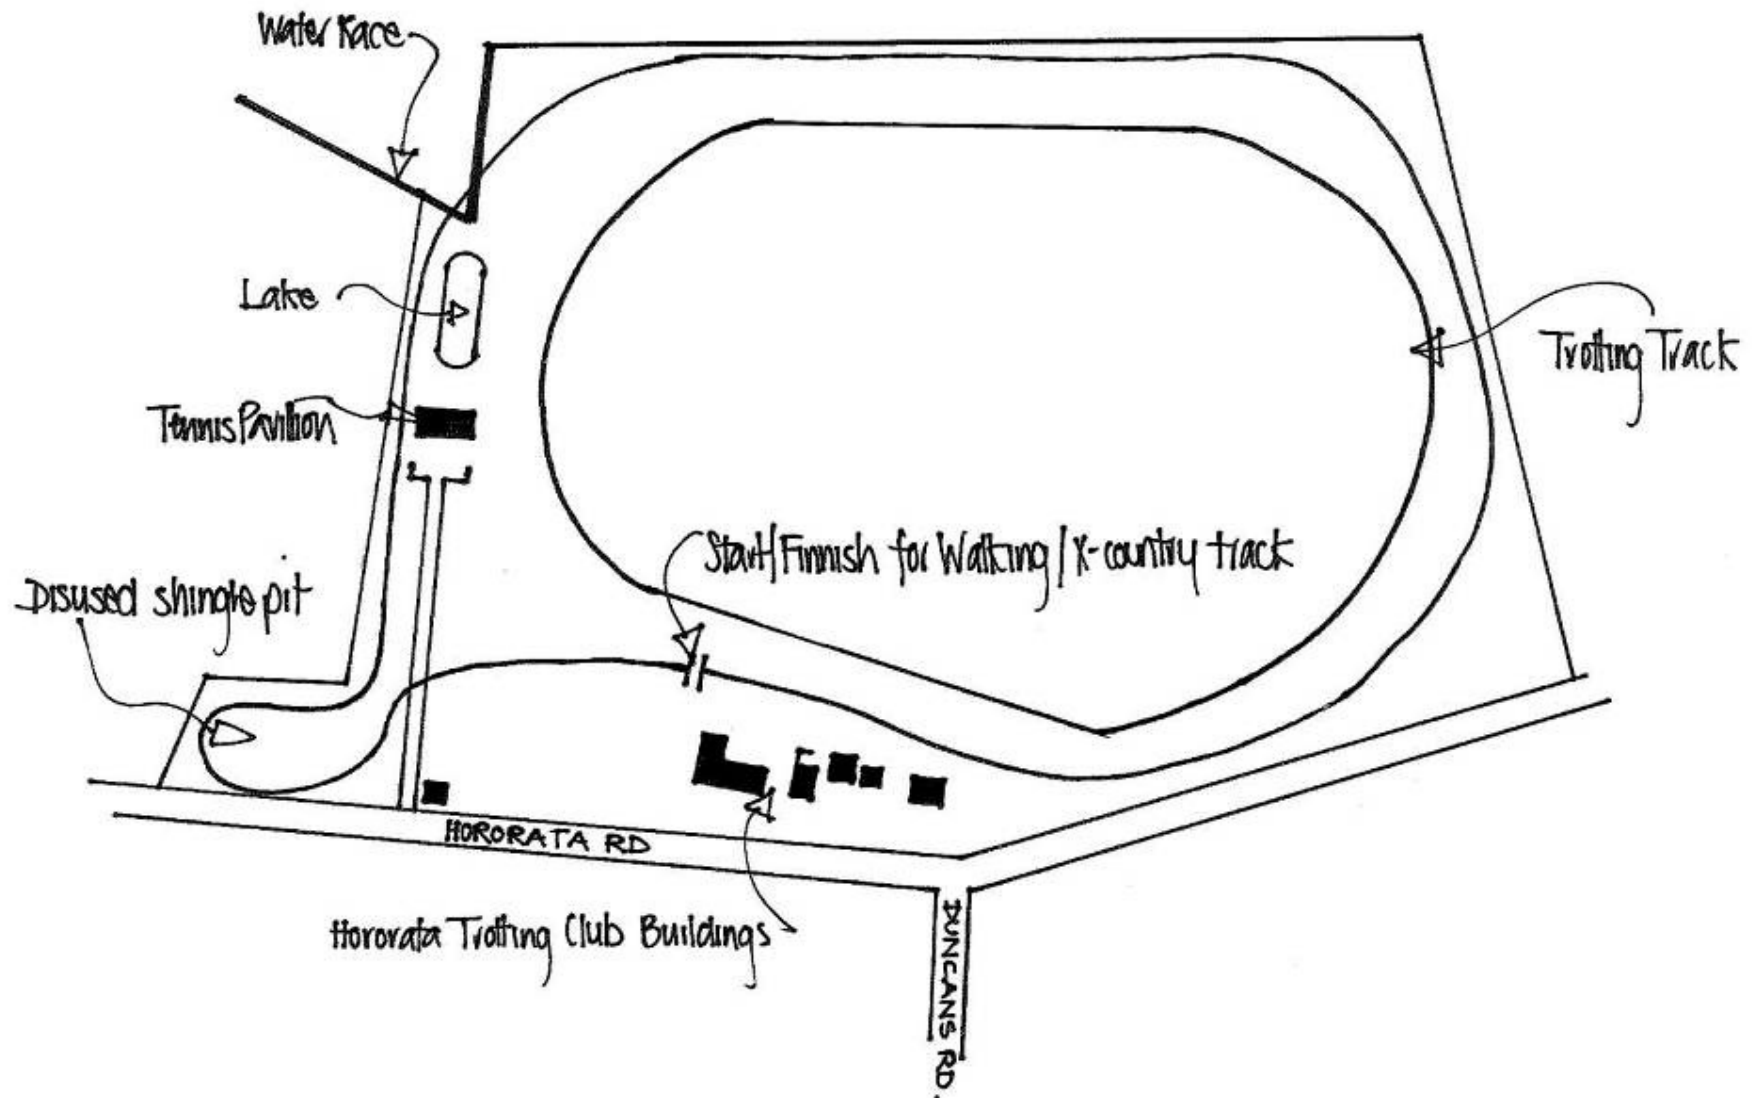 Water Race
Lake
Trotting Track
Tennis Pavilion
Start/Finnish for Walking/X-country track
Disused shingle pit
HORORATA RD
Hororata Trotting Club Buildings
DUNCANS RD.